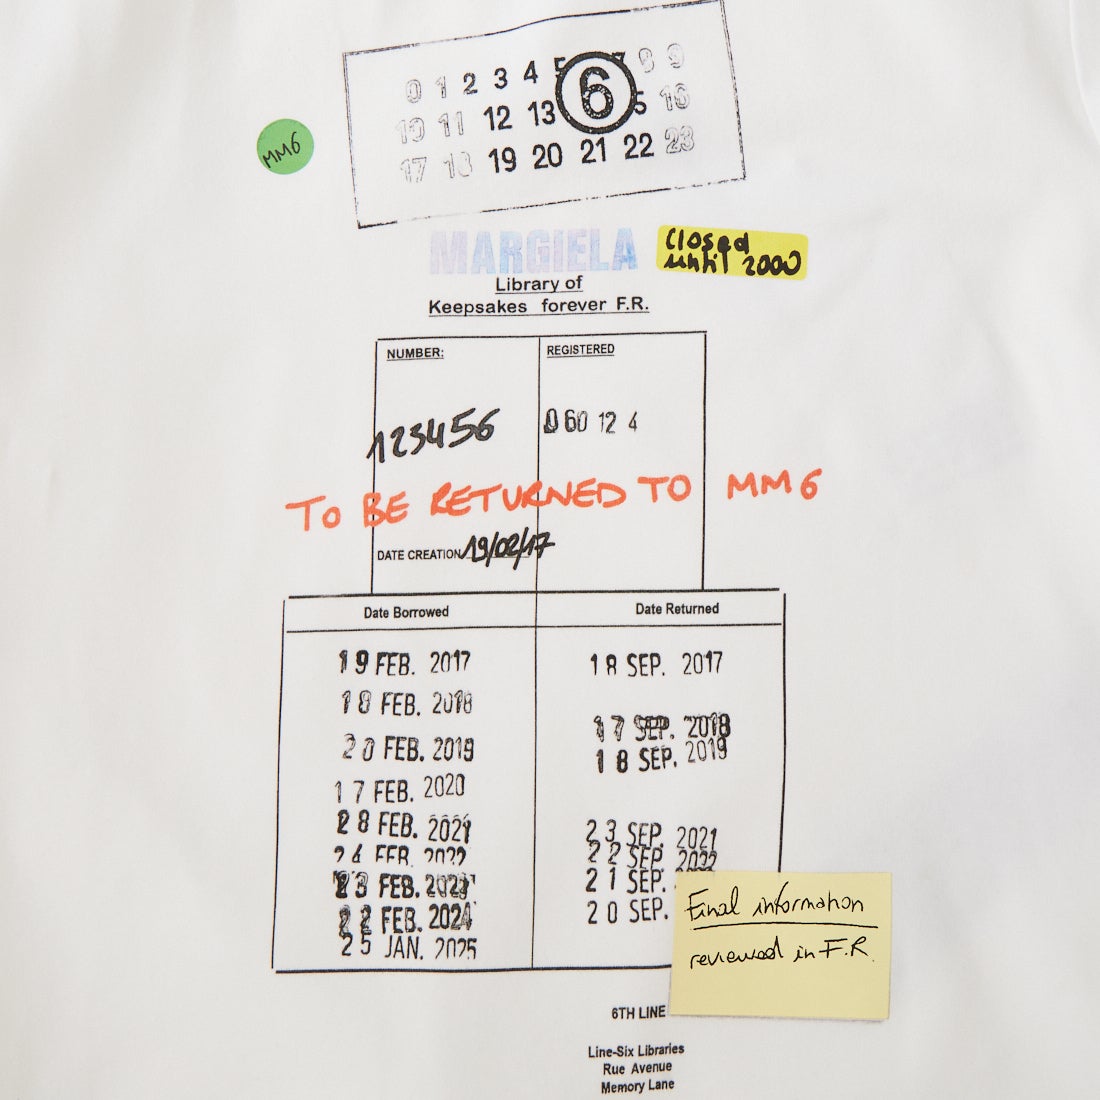 0 1 2 3 4 5 6 7 8 9
10 11 12 13 5 16
17 18 19 20 21 22 23
MM6
MARGIELA
Closed
until 2000
Library of
Keepsakes forever F.R.
NUMBER:
REGISTERED
123456
060 12 4
TO BE RETURNED TO MM6
DATE CREATION 19/02/17
Date Borrowed
Date Returned
19 FEB. 2017
18 SEP. 2017
18 FEB. 2018
17 SEP. 2018
20 FEB. 2019
18 SEP. 2019
17 FEB. 2020
28 FEB. 2021
23 SEP. 2021
24 FEB. 2022
22 SEP. 2022
23 FEB. 2023
21 SEP.
22 FEB. 2024
20 SEP.
25 JAN. 2025
Final information
reviewed in F.R.
6TH LINE
Line-Six Libraries
Rue Avenue
Memory Lane